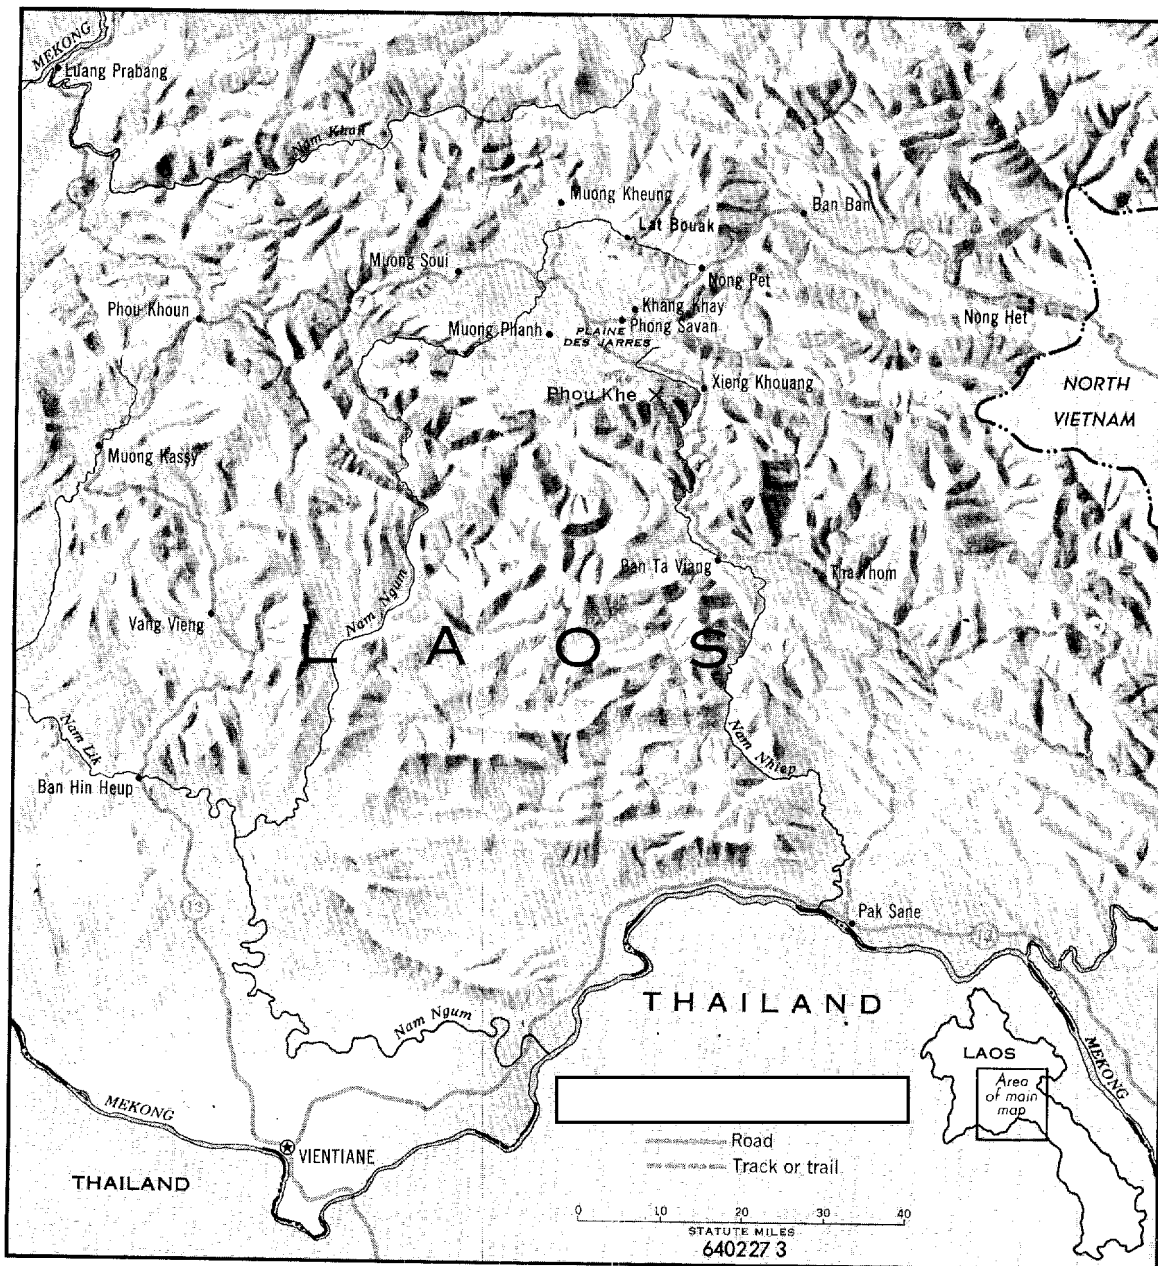 MEKONG
Luang Prabang
Nam Khan
Muong Kheung
Ban Ban
Lat Bouak
7
Muong Soui
Nong Pet
Phou Khoun
Khang Khay
Nong Het
Muong Phanh
PLAINE
DES JARRES
Phong Savan
Phou Khe
Xieng Khouang
NORTH
VIETNAM
Muong Kassy
Ban Ta Viang
Tha Thom
Nam Ngum
Vang Vieng
LAOS
Nam Lik
Nam Nhiep
Ban Hin Heup
13
Pak Sane
13
THAILAND
Nam Ngum
LAOS
Area
of main
map
MEKONG
MEKONG
Road
VIENTIANE
Track or trail
THAILAND
0 10 20 30 40
STATUTE MILES
640227 3